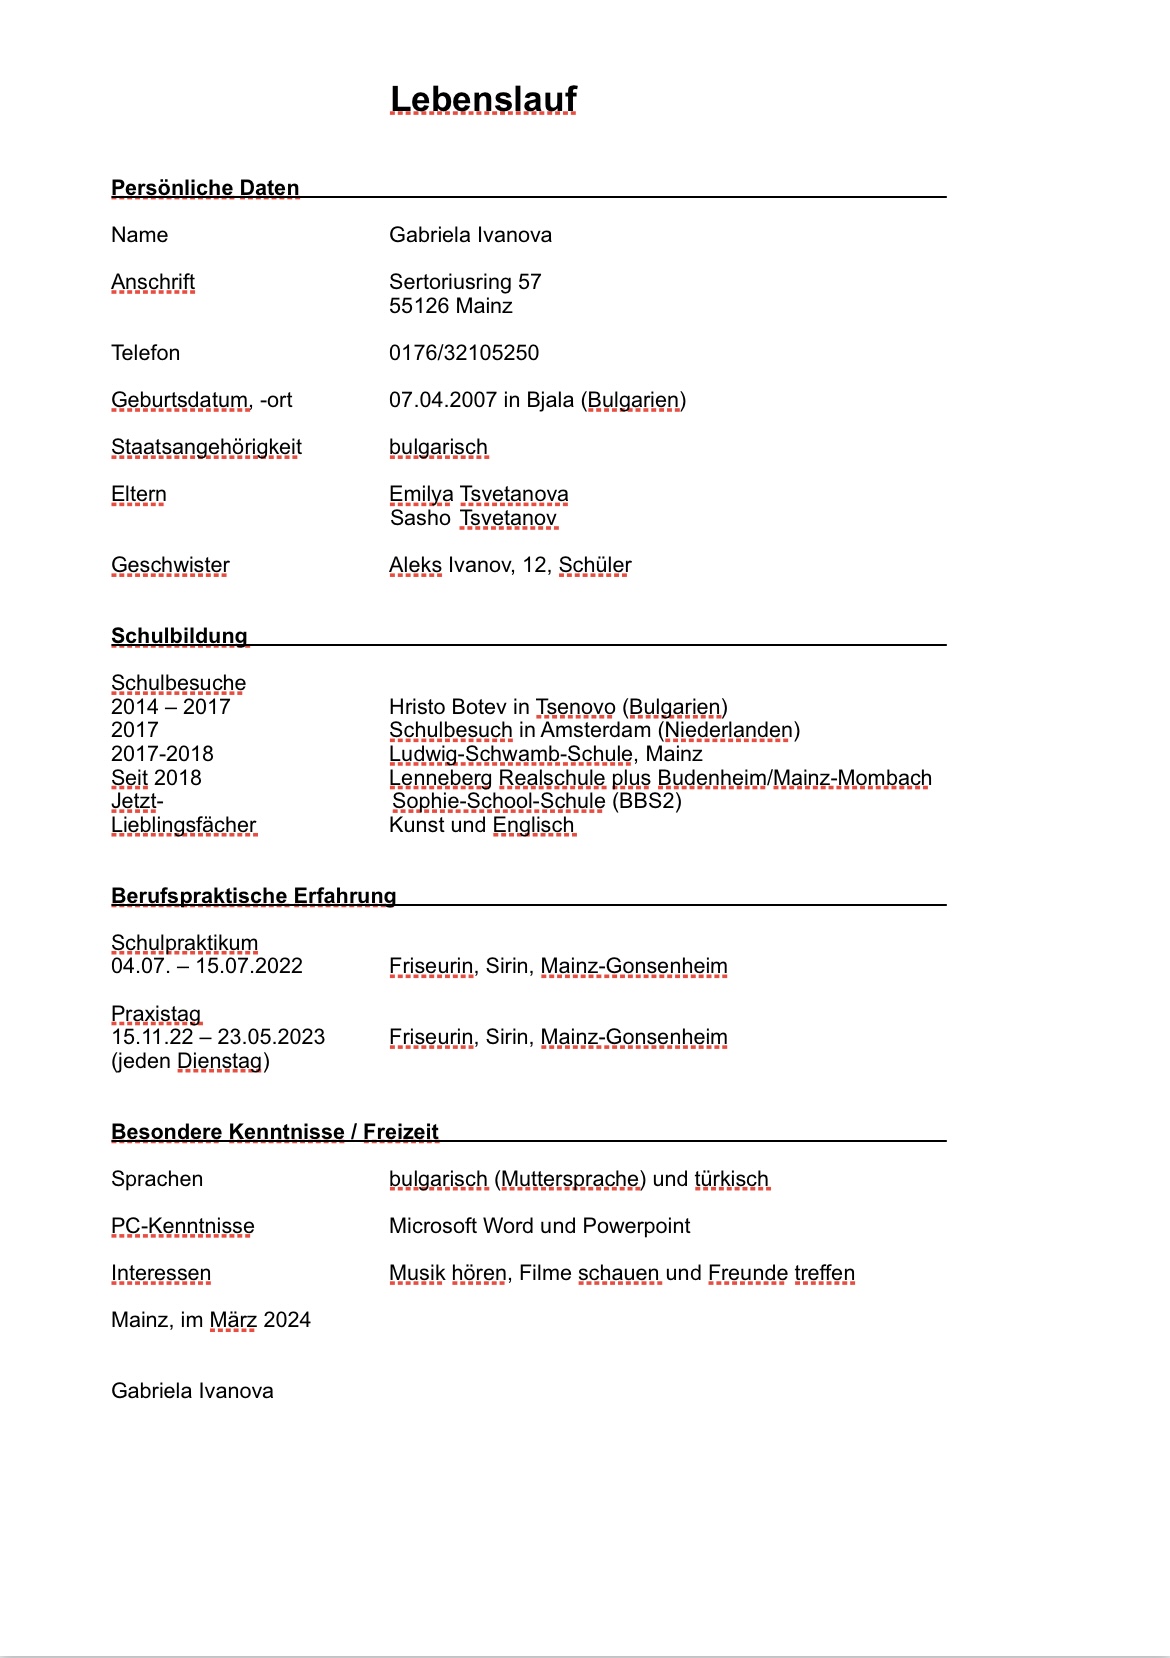 Lebenslauf
Persönliche Daten
Name Gabriela Ivanova
Anschrift Sertoriusring 57
55126 Mainz
Telefon 0176/32105250
Geburtsdatum, -ort 07.04.2007 in Bjala (Bulgarien)
Staatsangehörigkeit bulgarisch
Eltern Emilya Tsvetanova
Sasho Tsvetanov
Geschwister Aleks Ivanov, 12, Schüler
Schulbildung
Schulbesuche
2014 – 2017 Hristo Botev in Tsenovo (Bulgarien)
2017 Schulbesuch in Amsterdam (Niederlanden)
2017-2018 Ludwig-Schwamb-Schule, Mainz
Seit 2018 Lenneberg Realschule plus Budenheim/Mainz-Mombach
Jetzt- Sophie-School-Schule (BBS2)
Lieblingsfächer Kunst und Englisch
Berufspraktische Erfahrung
Schulpraktikum
04.07. – 15.07.2022 Friseurin, Sirin, Mainz-Gonsenheim
Praxistag
15.11.22 – 23.05.2023 Friseurin, Sirin, Mainz-Gonsenheim
(jeden Dienstag)
Besondere Kenntnisse / Freizeit
Sprachen bulgarisch (Muttersprache) und türkisch
PC-Kenntnisse Microsoft Word und Powerpoint
Interessen Musik hören, Filme schauen und Freunde treffen
Mainz, im März 2024
Gabriela Ivanova